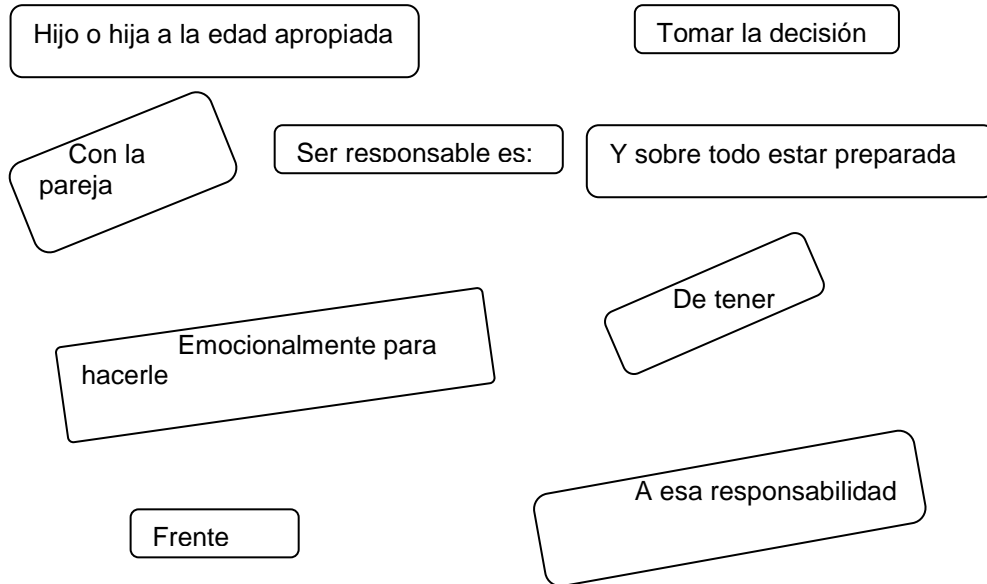 Hijo o hija a la edad apropiada
Tomar la decisión
Con la
pareja
Ser responsable es:
Y sobre todo estar preparada
De tener
Emocionalmente para
hacerle
A esa responsabilidad
Frente